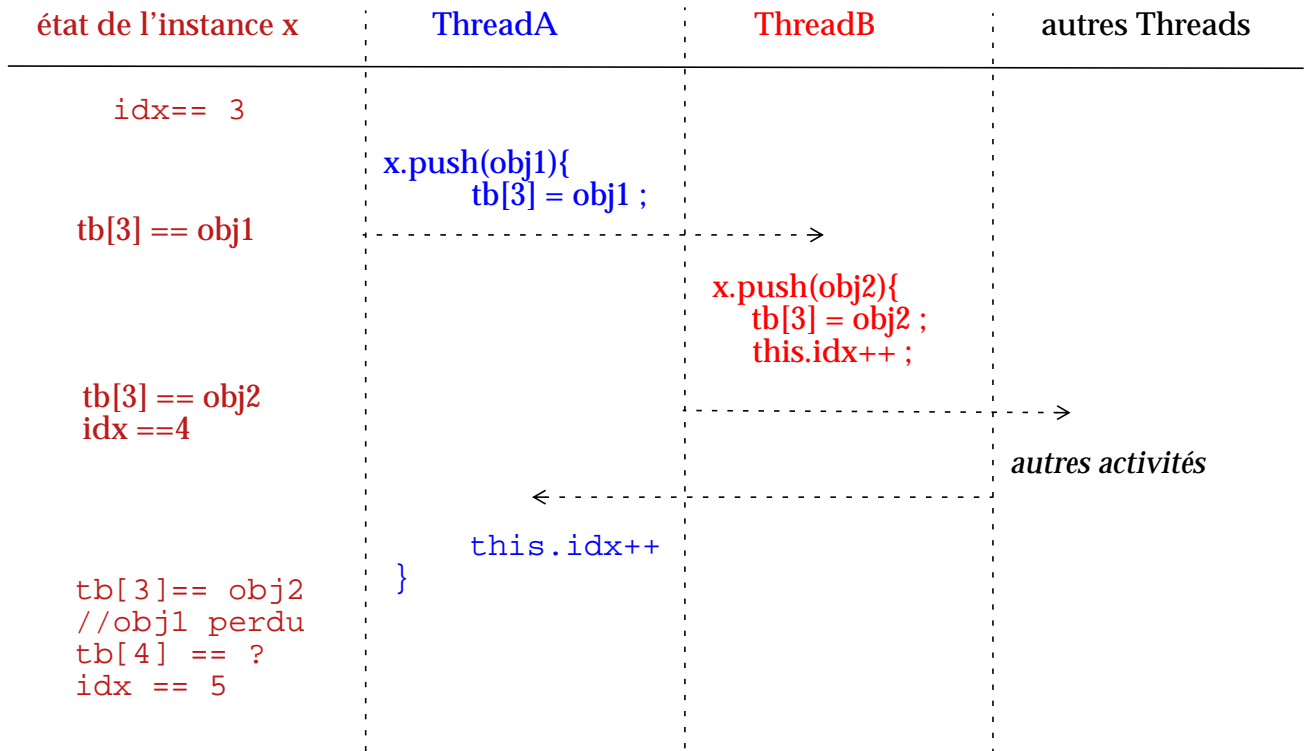 état de l'instance x
ThreadA
ThreadB
autres Threads
idx== 3
x.push(obj1){
tb[3] = obj1 ;
tb[3] == obj1
x.push(obj2){
tb[3] = obj2 ;
this.idx++ ;
tb[3] == obj2
idx ==4
autres activités
this.idx++
}
tb[3]== obj2
//obj1 perdu
tb[4] == ?
idx == 5